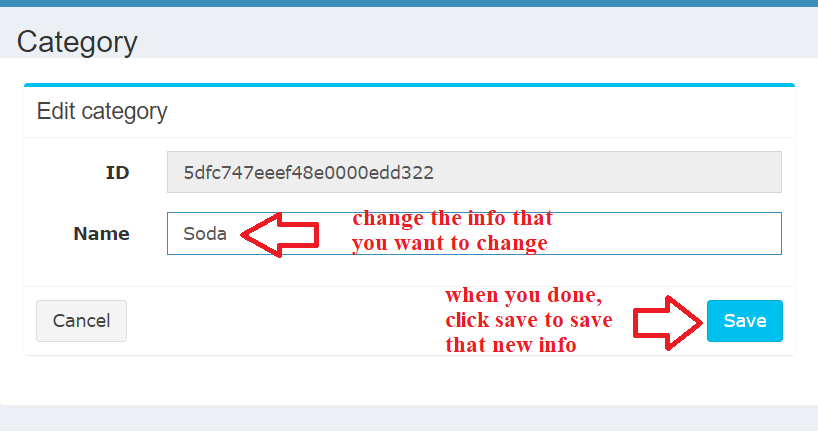 Category
Edit category
ID 5dfc747eeef48e0000edd322
Name Soda
change the info that
you want to change
when you done,
click save to save
that new info
Cancel Save